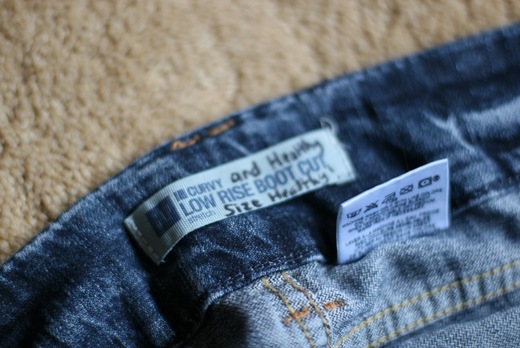 CURVY and Healthy
LOW RISE BOOT CUT
stretch Size Healthy!